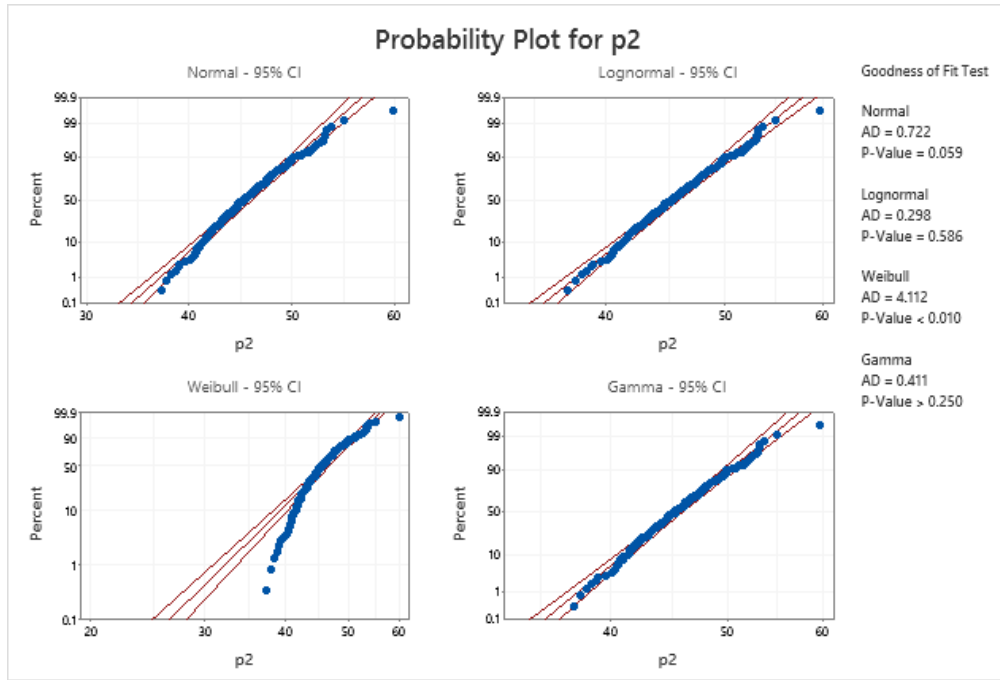 Probability Plot for p2
Normal - 95% CI
99.9
99
90
50
10
1
0.1
30
40
50
60
Percent
p2
Lognormal - 95% CI
99.9
99
90
50
10
1
0.1
40
50
60
Percent
p2
Weibull - 95% CI
99.9
90
50
10
1
0.1
20
30
40
50
60
Percent
p2
Gamma - 95% CI
99.9
99
90
50
10
1
0.1
40
50
60
Percent
p2
Goodness of Fit Test
Normal
AD = 0.722
P-Value = 0.059
Lognormal
AD = 0.298
P-Value = 0.586
Weibull
AD = 4.112
P-Value < 0.010
Gamma
AD = 0.411
P-Value > 0.250